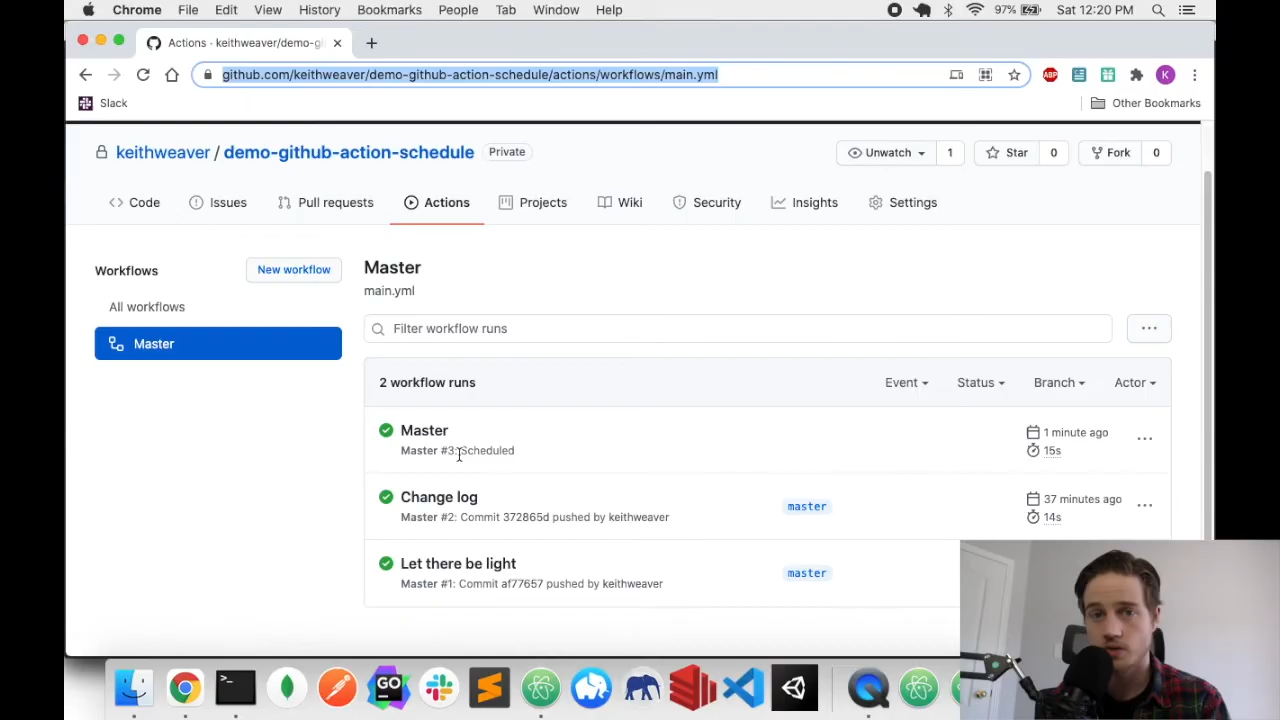 Chrome File Edit View History Bookmarks People Tab Window Help 97% Sat 12:20 PM
Actions · keithweaver/demo-gi
github.com/keithweaver/demo-github-action-schedule/actions/workflows/main.yml
ABP K
Slack Other Bookmarks
keithweaver / demo-github-action-schedule Private Unwatch 1 Star 0 Fork 0
Code Issues Pull requests Actions Projects Wiki Security Insights Settings
Workflows New workflow
All workflows
Master
Master
main.yml
Filter workflow runs
2 workflow runs Event Status Branch Actor
Master
Master #3: Scheduled
1 minute ago
15s
Change log
Master #2: Commit 372865d pushed by keithweaver
master
37 minutes ago
14s
Let there be light
Master #1: Commit af77657 pushed by keithweaver
master
GO